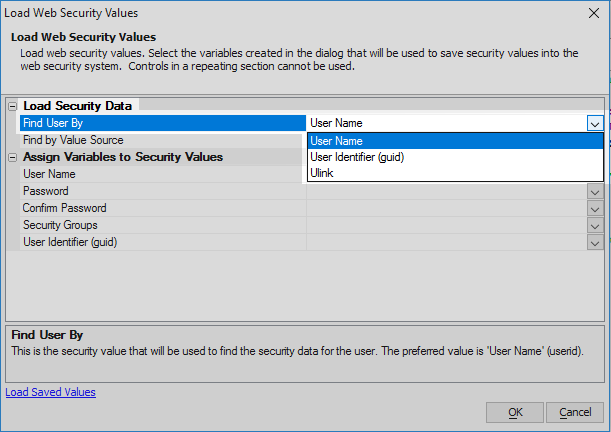 Load Web Security Values
Load Web Security Values
Load web security values. Select the variables created in the dialog that will be used to save security values into the
web security system.  Controls in a repeating section cannot be used.
Load Security Data
Find User By User Name
Find by Value Source User Name
User Identifier (guid)
Ulink
Assign Variables to Security Values
User Name
Password
Confirm Password
Security Groups
User Identifier (guid)
Find User By
This is the security value that will be used to find the security data for the user. The preferred value is 'User Name' (userid).
Load Saved Values
OK Cancel